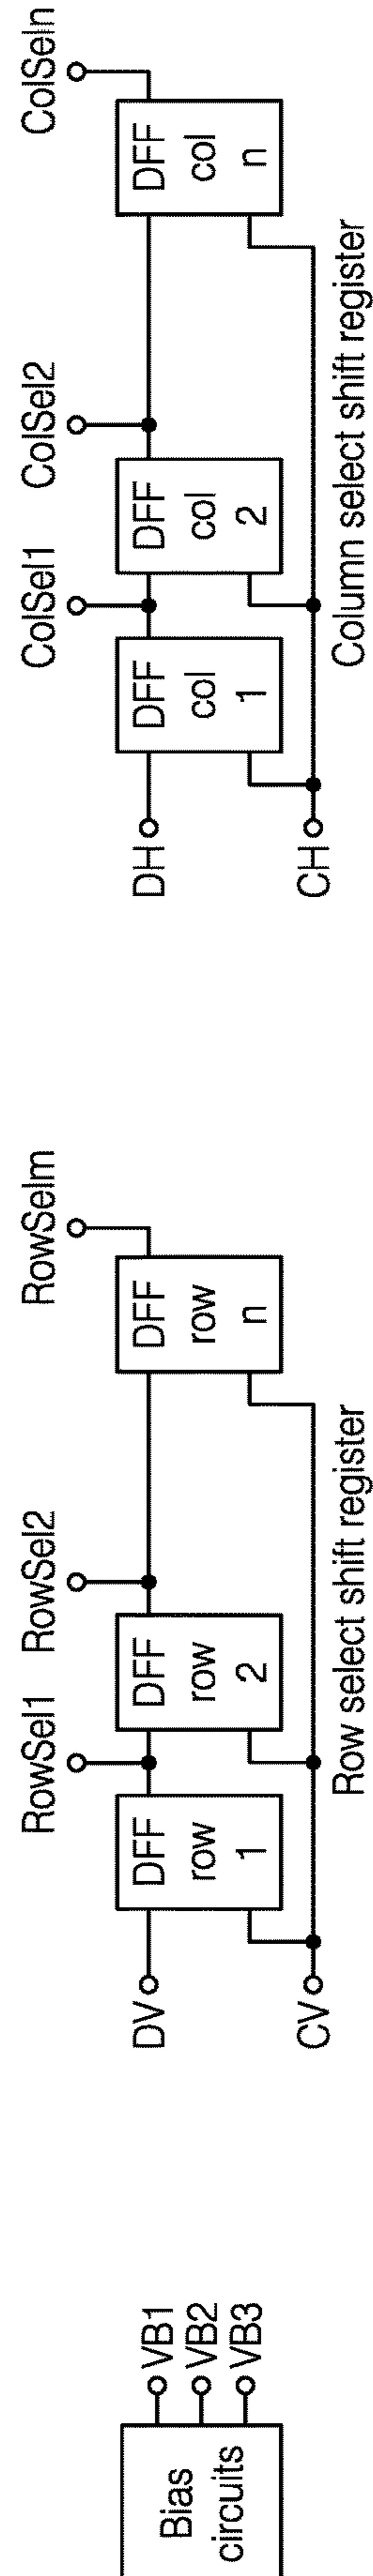 Bias
circuits
VB1
VB2
VB3
RowSel1
RowSel2
RowSelm
DV
DFF
row
1
DFF
row
2
DFF
row
n
CV
Row select shift register
ColSel1
ColSel2
ColSeln
DH
DFF
col
1
DFF
col
2
DFF
col
n
CH
Column select shift register